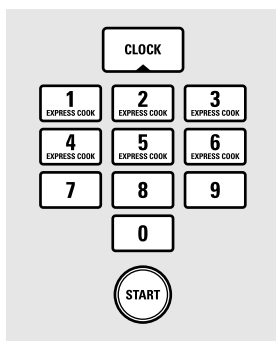 CLOCK
1 2 3
EXPRESS COOK EXPRESS COOK EXPRESS COOK
4 5 6
EXPRESS COOK EXPRESS COOK EXPRESS COOK
7 8 9
0
START